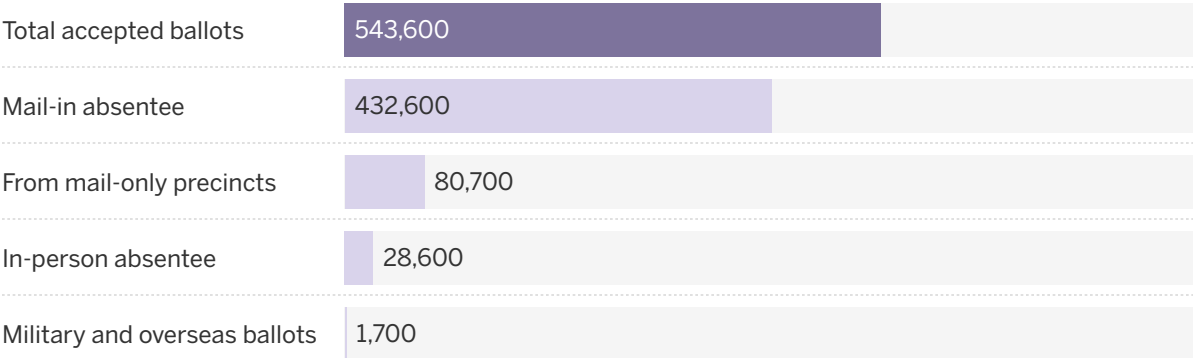 Total accepted ballots 543,600
Mail-in absentee 432,600
From mail-only precincts 80,700
In-person absentee 28,600
Military and overseas ballots 1,700